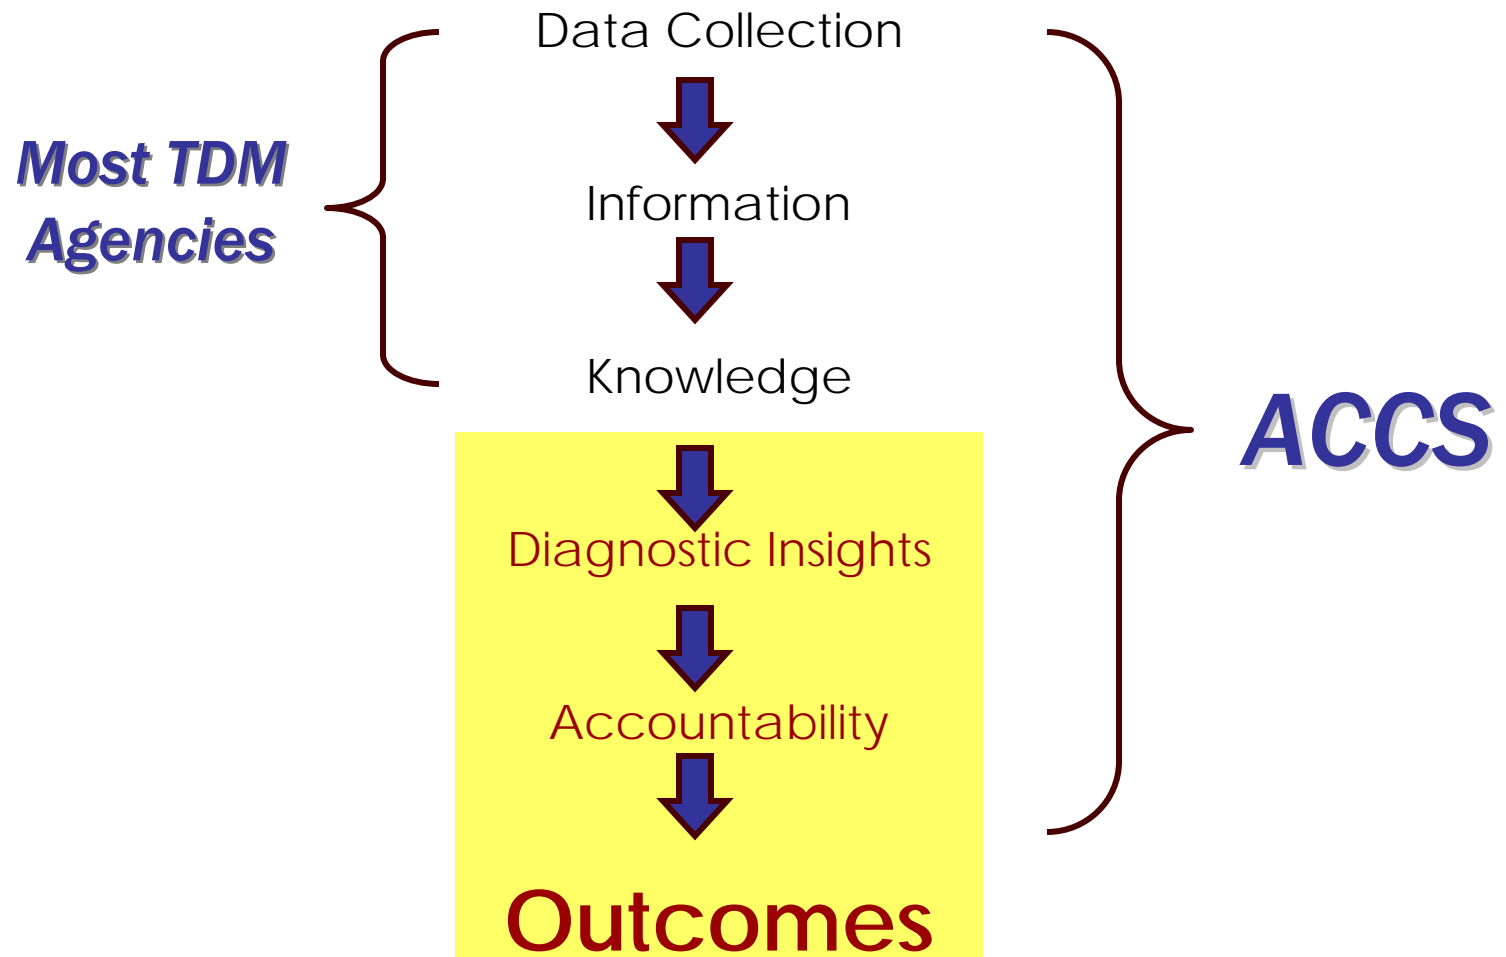 Data Collection
Most TDM
Agencies
Information
Knowledge
ACCS
Diagnostic Insights
Accountability
Outcomes